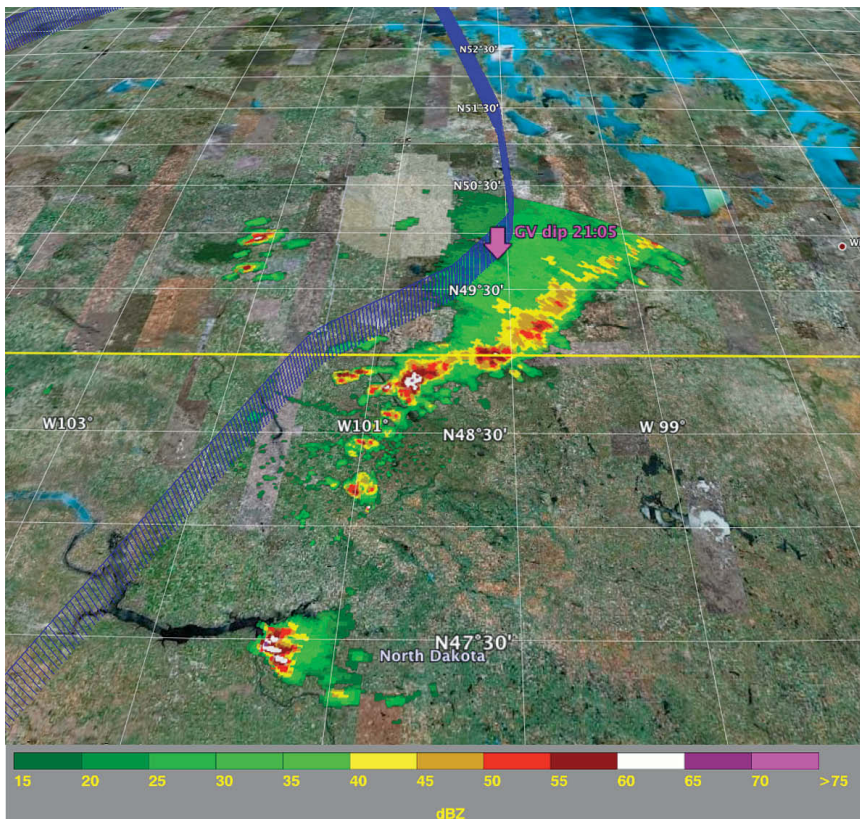 N52°30'
N51°30'
N50°30'
GV dip 21:05
N49°30'
W103°
W101°
N48°30'
W 99°
N47°30'
North Dakota
15 20 25 30 35 40 45 50 55 60 65 70 >75
dBZ